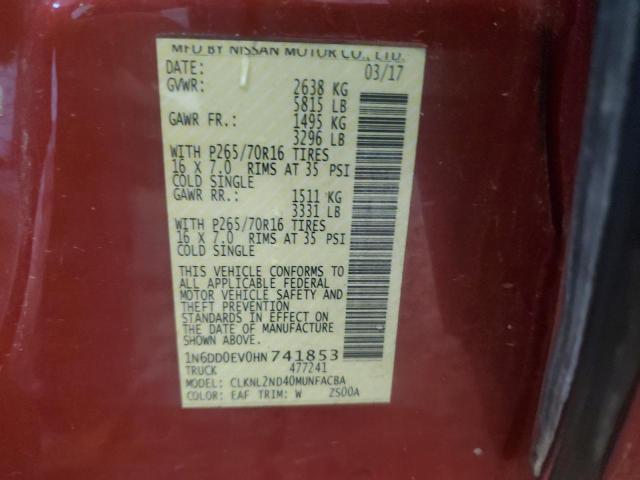 MFD BY NISSAN MOTOR CO., LTD.
DATE: 03/17
GVWR: 2638 KG
5815 LB
GAWR FR.: 1495 KG
3296 LB
WITH P265/70R16 TIRES
16 X 7.0 RIMS AT 35 PSI
COLD SINGLE
GAWR RR.: 1511 KG
3331 LB
WITH P265/70R16 TIRES
16 X 7.0 RIMS AT 35 PSI
COLD SINGLE
THIS VEHICLE CONFORMS TO
ALL APPLICABLE FEDERAL
MOTOR VEHICLE SAFETY AND
THEFT PREVENTION
STANDARDS IN EFFECT ON
THE DATE OF MANUFACTURE
SHOWN ABOVE.
1N6DD0EV0HN741853
TRUCK 477241
MODEL: CLKNL2ND40MUNFACBA
COLOR: EAF TRIM: W ZS00A